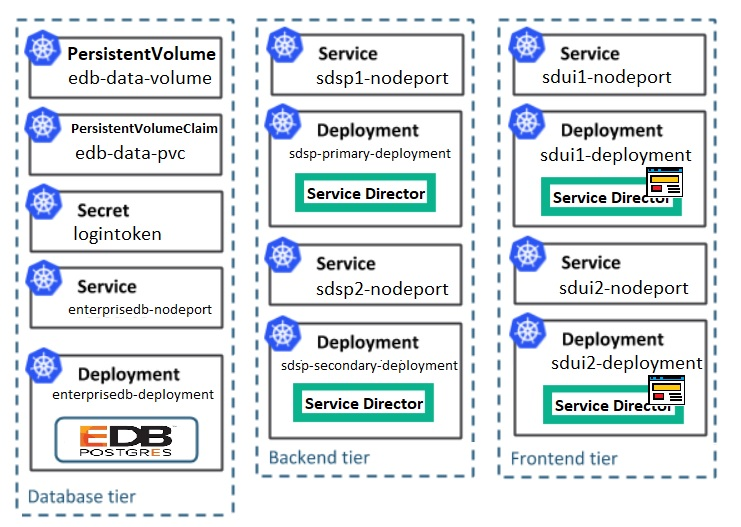 PersistentVolume
edb-data-volume
PersistentVolumeClaim
edb-data-pvc
Secret
logintoken
Service
enterprisedb-nodeport
Deployment
enterprisedb-deployment
EDB™
POSTGRES
Database tier
Service
sdsp1-nodeport
Deployment
sdsp-primary-deployment
Service Director
Service
sdsp2-nodeport
Deployment
sdsp-secondary-deployment
Service Director
Backend tier
Service
sdui1-nodeport
Deployment
sdui1-deployment
Service Director
Service
sdui2-nodeport
Deployment
sdui2-deployment
Service Director
Frontend tier